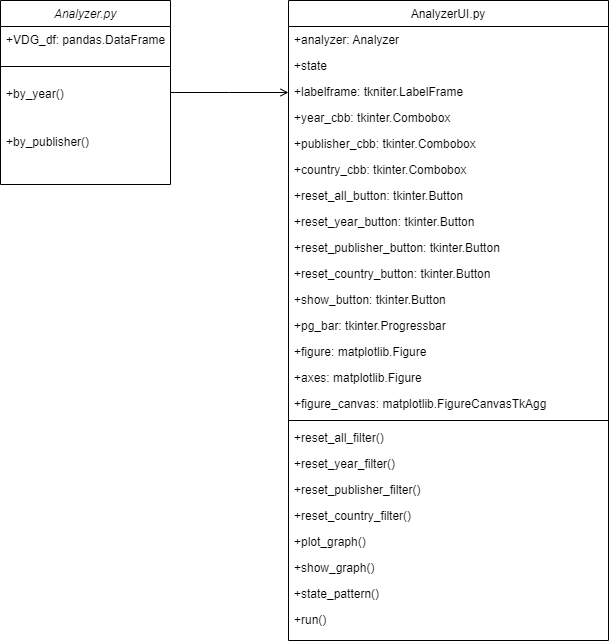 Analyzer.py
+VDG_df: pandas.DataFrame
+by_year()
+by_publisher()
AnalyzerUI.py
+analyzer: Analyzer
+state
+labelframe: tkniter.LabelFrame
+year_cbb: tkinter.Combobox
+publisher_cbb: tkinter.Combobox
+country_cbb: tkinter.Combobox
+reset_all_button: tkinter.Button
+reset_year_button: tkinter.Button
+reset_publisher_button: tkinter.Button
+reset_country_button: tkinter.Button
+show_button: tkinter.Button
+pg_bar: tkinter.Progressbar
+figure: matplotlib.Figure
+axes: matplotlib.Figure
+figure_canvas: matplotlib.FigureCanvasTkAgg
+reset_all_filter()
+reset_year_filter()
+reset_publisher_filter()
+reset_country_filter()
+plot_graph()
+show_graph()
+state_pattern()
+run()